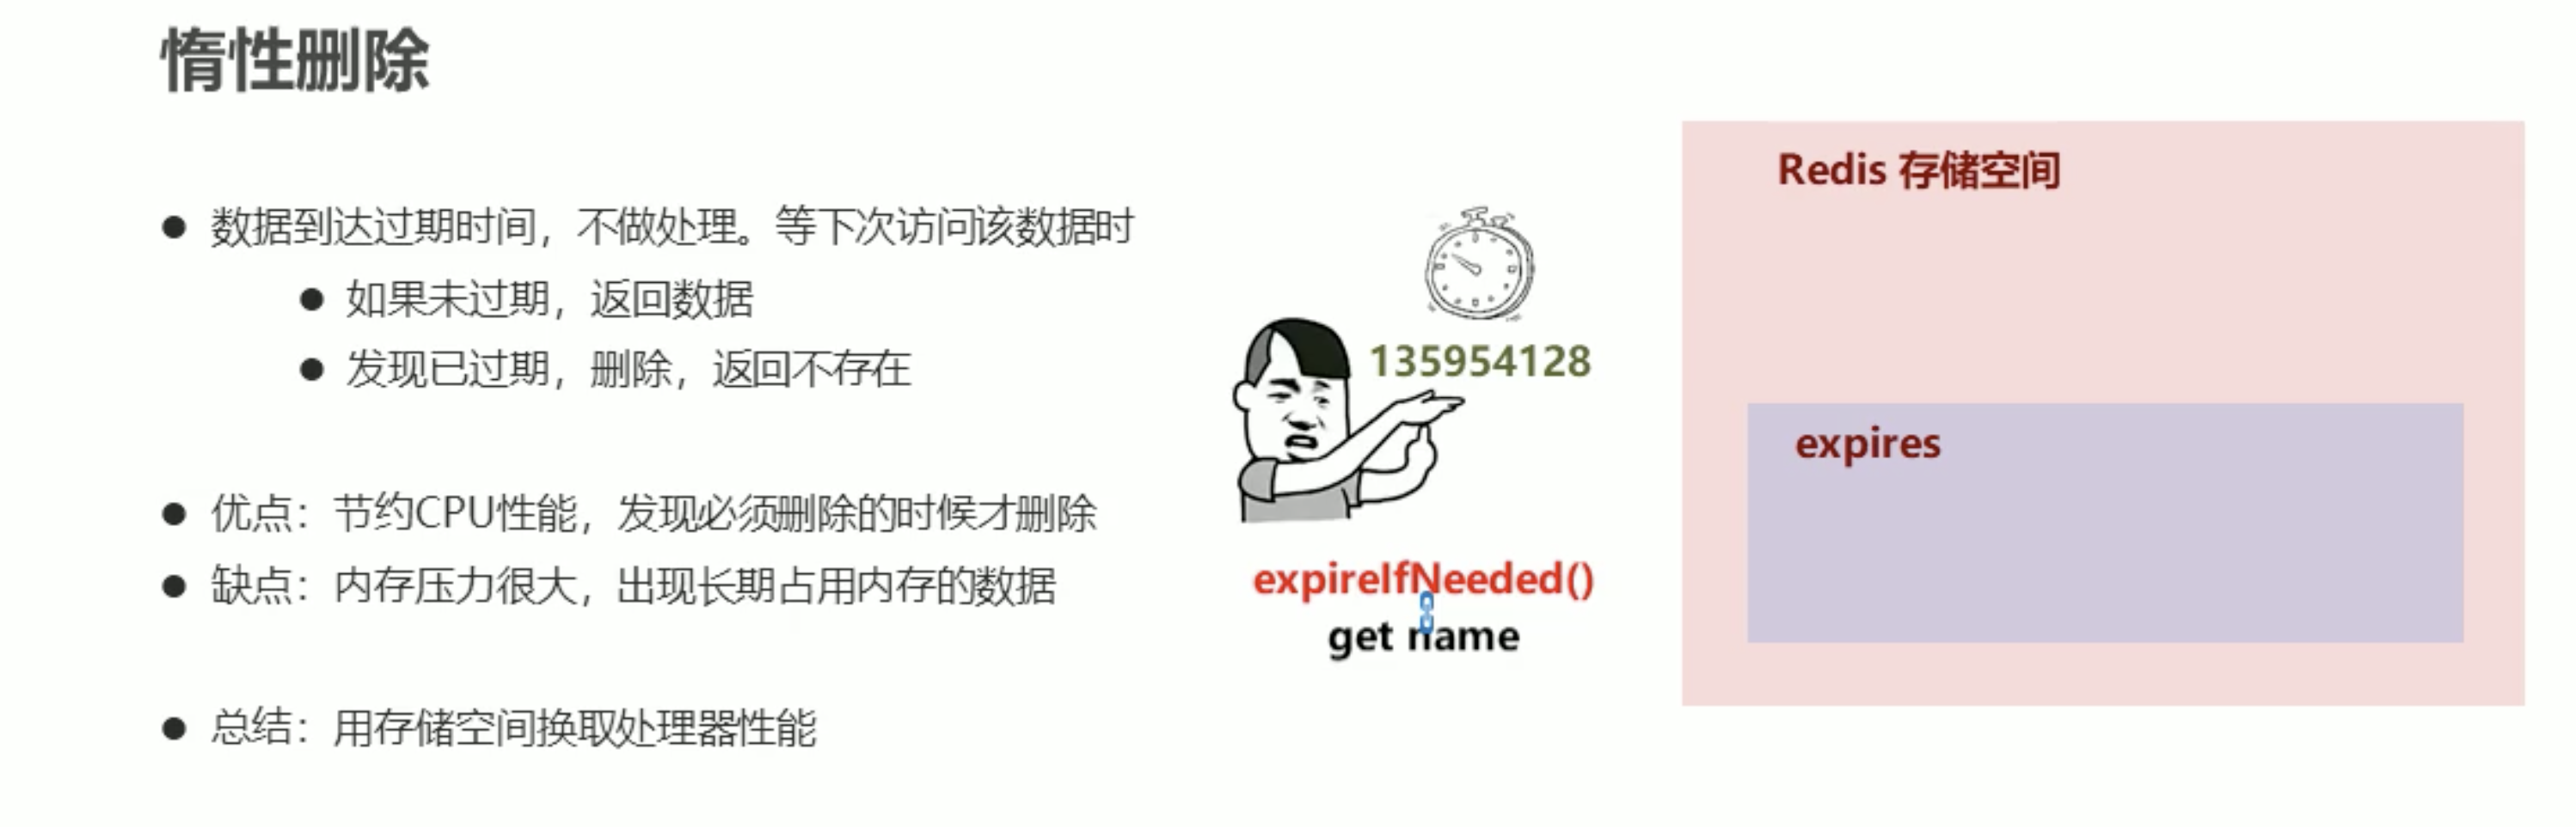 惰性删除
数据到达过期时间，不做处理。等下次访问该数据时
如果未过期，返回数据
发现已过期，删除，返回不存在
优点：节约CPU性能，发现必须删除的时候才删除
缺点：内存压力很大，出现长期占用内存的数据
总结：用存储空间换取处理器性能
135954128
expireIfNeeded()
get name
Redis 存储空间
expires